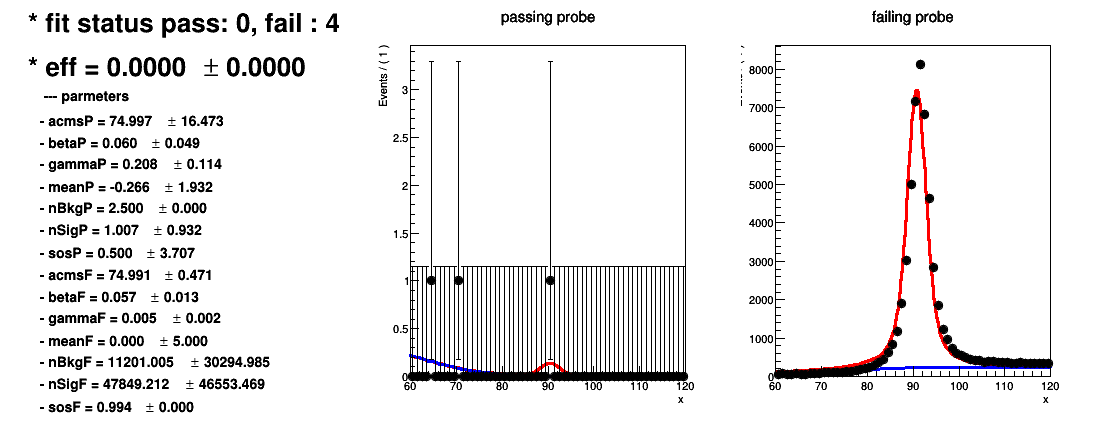 * fit status pass: 0, fail : 4
* eff = 0.0000 ± 0.0000
--- parmeters
- acmsP = 74.997 ± 16.473
- betaP = 0.060 ± 0.049
- gammaP = 0.208 ± 0.114
- meanP = -0.266 ± 1.932
- nBkgP = 2.500 ± 0.000
- nSigP = 1.007 ± 0.932
- sosP = 0.500 ± 3.707
- acmsF = 74.991 ± 0.471
- betaF = 0.057 ± 0.013
- gammaF = 0.005 ± 0.002
- meanF = 0.000 ± 5.000
- nBkgF = 11201.005 ± 30294.985
- nSigF = 47849.212 ± 46553.469
- sosF = 0.994 ± 0.000
passing probe
Events / ( 1 )
3
2.5
2
1.5
1
0.5
0
60 70 80 90 100 110 120
x
failing probe
8000
7000
6000
5000
4000
3000
2000
1000
0
60 70 80 90 100 110 120
x